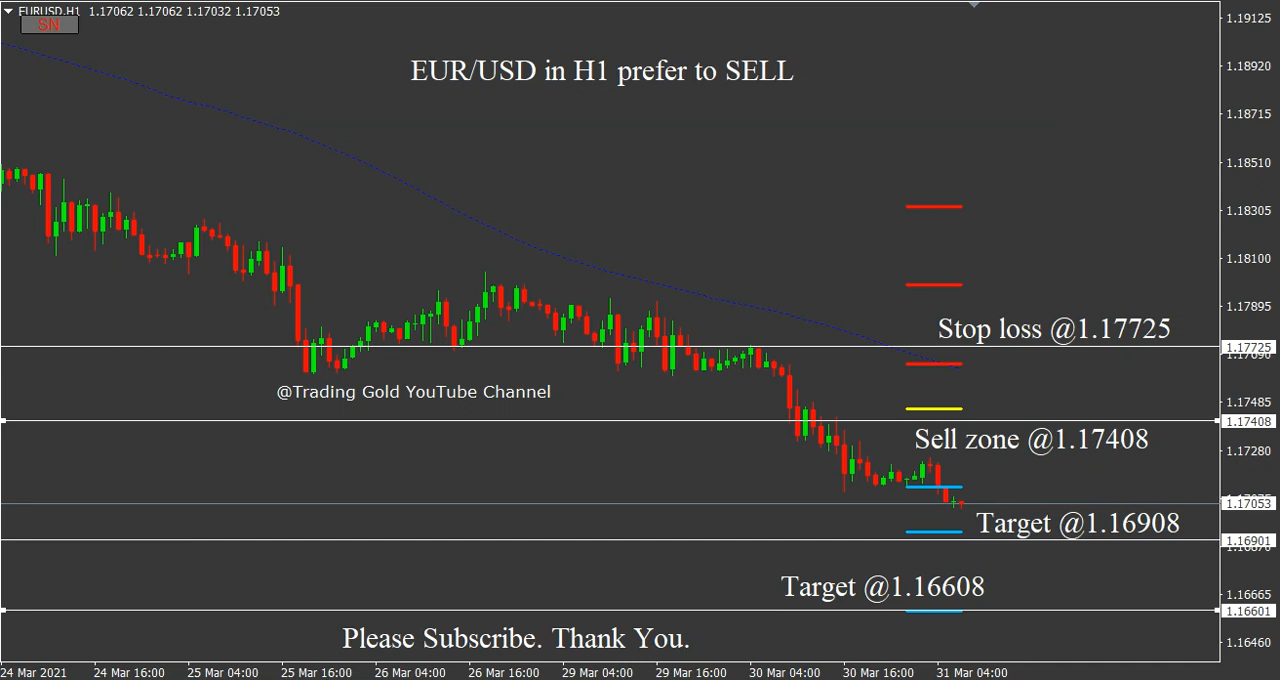 EURUSD,H1 1.17062 1.17062 1.17032 1.17053
SN
EUR/USD in H1 prefer to SELL
Stop loss @1.17725
@Trading Gold YouTube Channel
Sell zone @1.17408
Target @1.16908
Target @1.16608
Please Subscribe. Thank You.
1.19125
1.18920
1.18715
1.18510
1.18305
1.18100
1.17895
1.17725
1.17690
1.17485
1.17408
1.17280
1.17053
1.16901
1.16665
1.16601
1.16460
24 Mar 2021 24 Mar 16:00 25 Mar 04:00 25 Mar 16:00 26 Mar 04:00 26 Mar 16:00 29 Mar 04:00 29 Mar 16:00 30 Mar 04:00 30 Mar 16:00 31 Mar 04:00